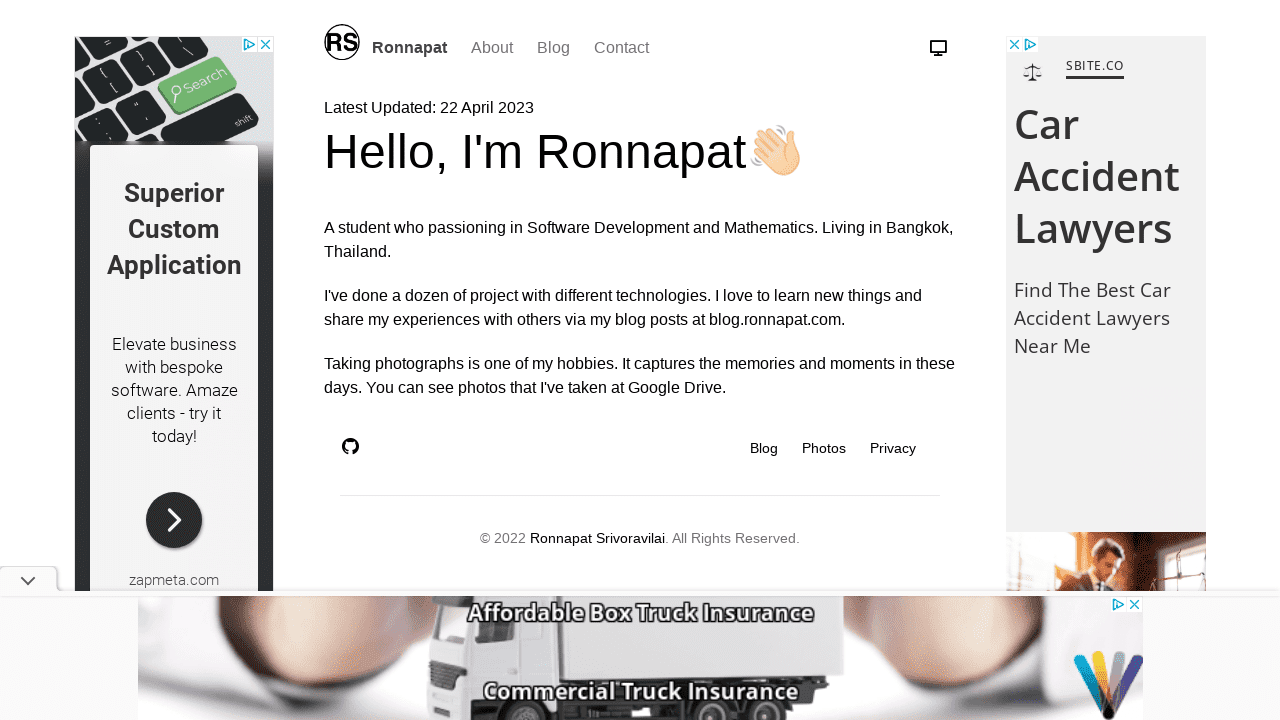 RS
Ronnapat
About
Blog
Contact
Latest Updated: 22 April 2023
Hello, I'm Ronnapat👋🏻
A student who passioning in Software Development and Mathematics. Living in Bangkok,
Thailand.
I've done a dozen of project with different technologies. I love to learn new things and
share my experiences with others via my blog posts at blog.ronnapat.com.
Taking photographs is one of my hobbies. It captures the memories and moments in these
days. You can see photos that I've taken at Google Drive.
Blog
Photos
Privacy
© 2022 Ronnapat Srivoravilai. All Rights Reserved.
Search
shift
Superior
Custom
Application
Elevate business
with bespoke
software. Amaze
clients - try it
today!
zapmeta.com
SBITE.CO
Car
Accident
Lawyers
Find The Best Car
Accident Lawyers
Near Me
Affordable Box Truck Insurance
Commercial Truck Insurance